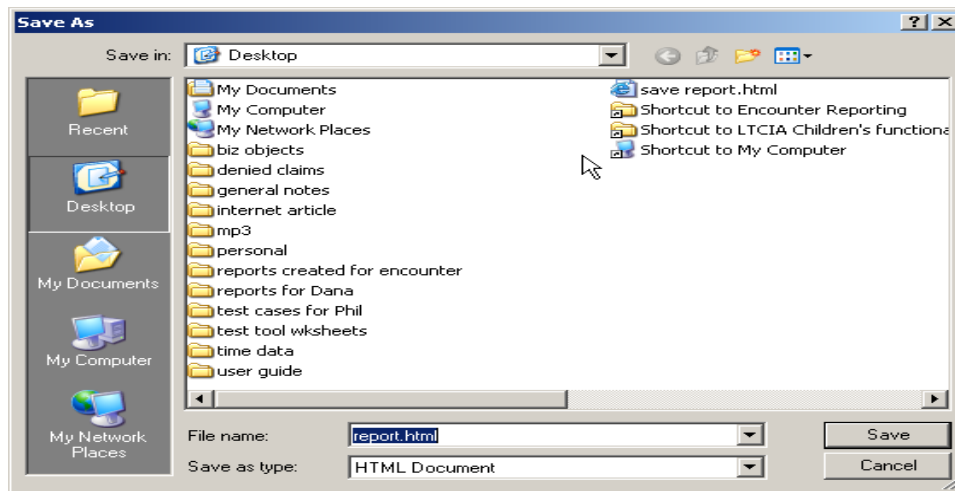 Save As
Save in: Desktop
Recent
Desktop
My Documents
My Computer
My Network
Places
My Documents
My Computer
My Network Places
biz objects
denied claims
general notes
internet article
mp3
personal
reports created for encounter
reports for Dana
test cases for Phil
test tool wksheets
time data
user guide
save report.html
Shortcut to Encounter Reporting
Shortcut to LTCIA Children's functiona
Shortcut to My Computer
File name: report.html Save
Save as type: HTML Document Cancel